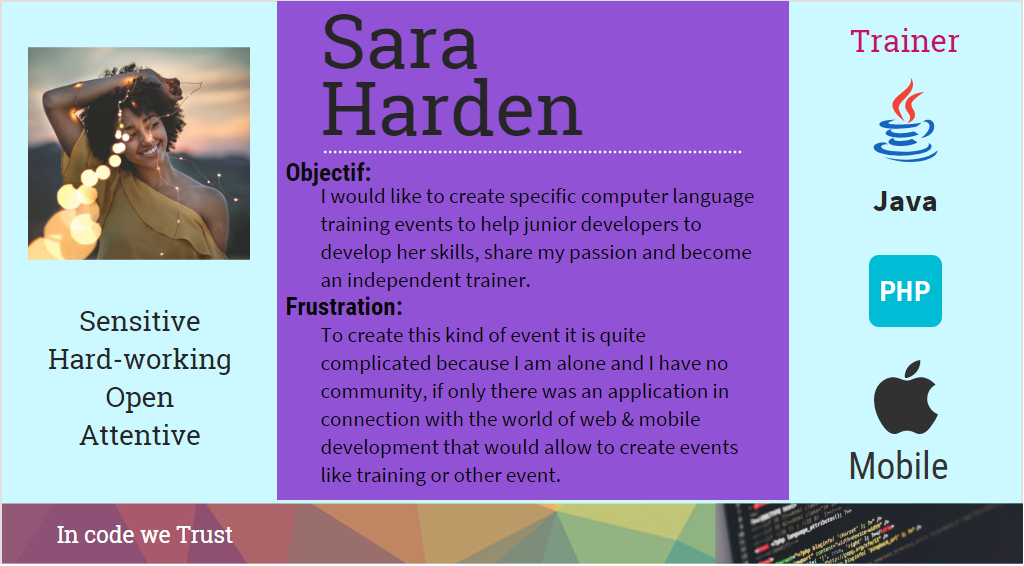 Sara
Harden
Objectif:
I would like to create specific computer language
training events to help junior developers to
develop her skills, share my passion and become
an independent trainer.
Frustration:
To create this kind of event it is quite
complicated because I am alone and I have no
community, if only there was an application in
connection with the world of web & mobile
development that would allow to create events
like training or other event.
Sensitive
Hard-working
Open
Attentive
Trainer
Java
PHP
Mobile
In code we Trust